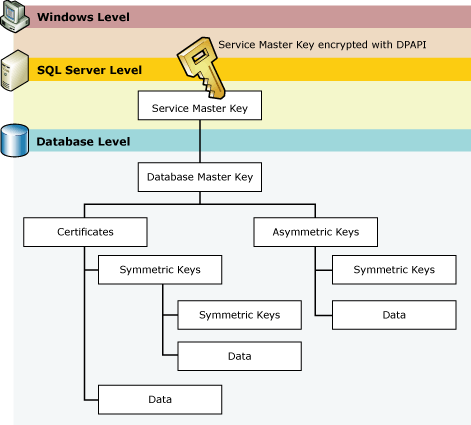 Windows Level
Service Master Key encrypted with DPAPI
SQL Server Level
Service Master Key
Database Level
Database Master Key
Certificates
Asymmetric Keys
Symmetric Keys
Symmetric Keys
Symmetric Keys
Data
Data
Data